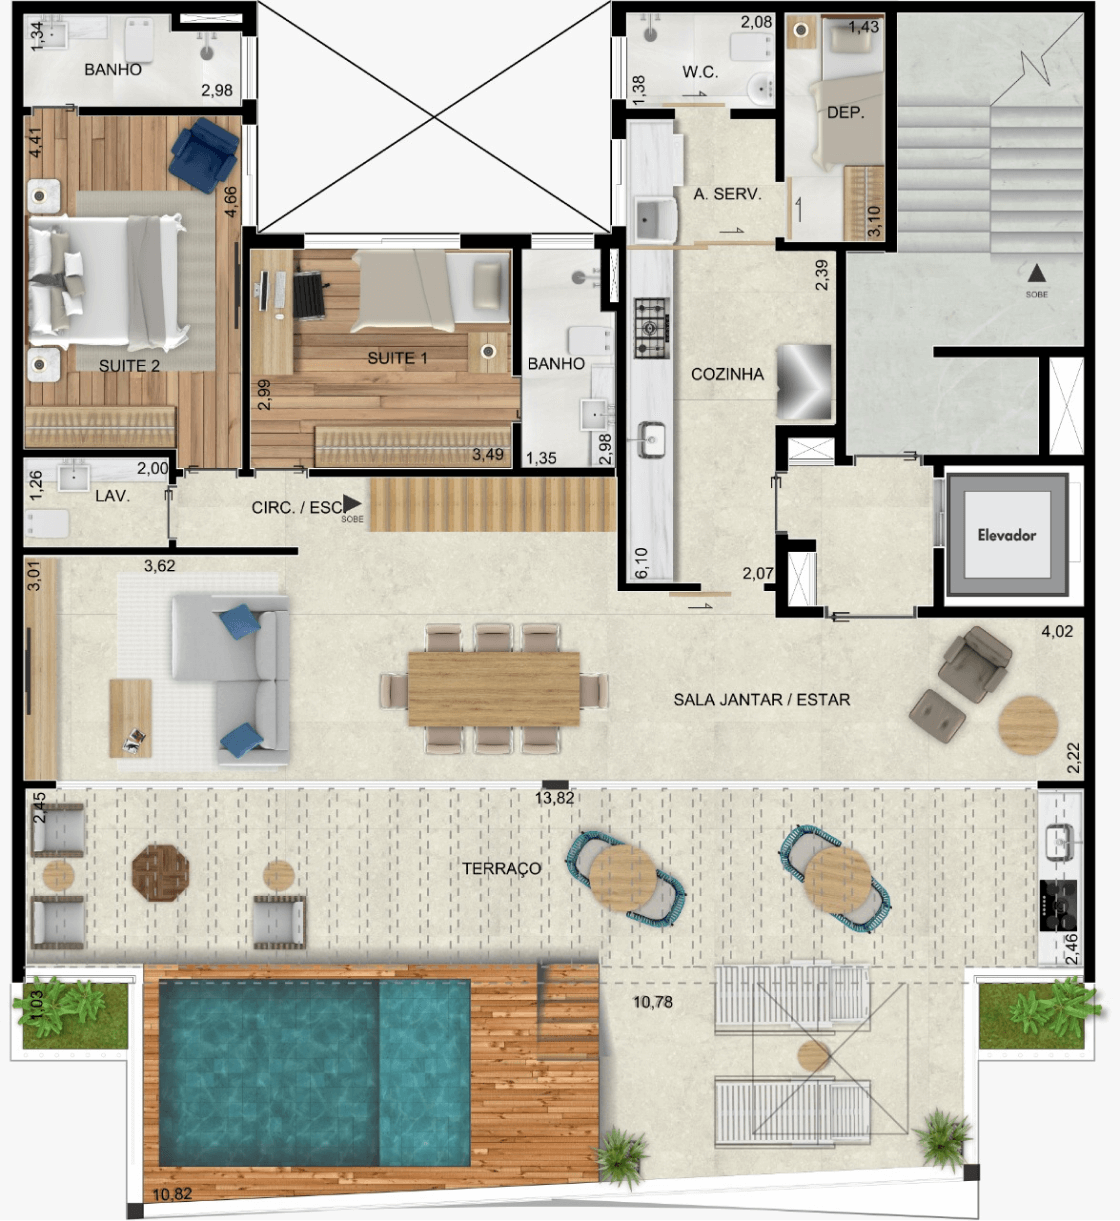 1,34
BANHO
2,98
2,08
W.C.
1,38
1,43
DEP.
3,10
4,41
4,66
A. SERV.
SUITE 2
2,99
SUITE 1
3,49
BANHO
1,35
2,98
2,39
COZINHA
SOBE
2,00
1,26
LAV.
CIRC. / ESC.
SOBE
6,10
2,07
Elevador
3,01
3,62
4,02
SALA JANTAR / ESTAR
2,22
2,45
13,82
TERRAÇO
2,46
1,03
10,78
10,82